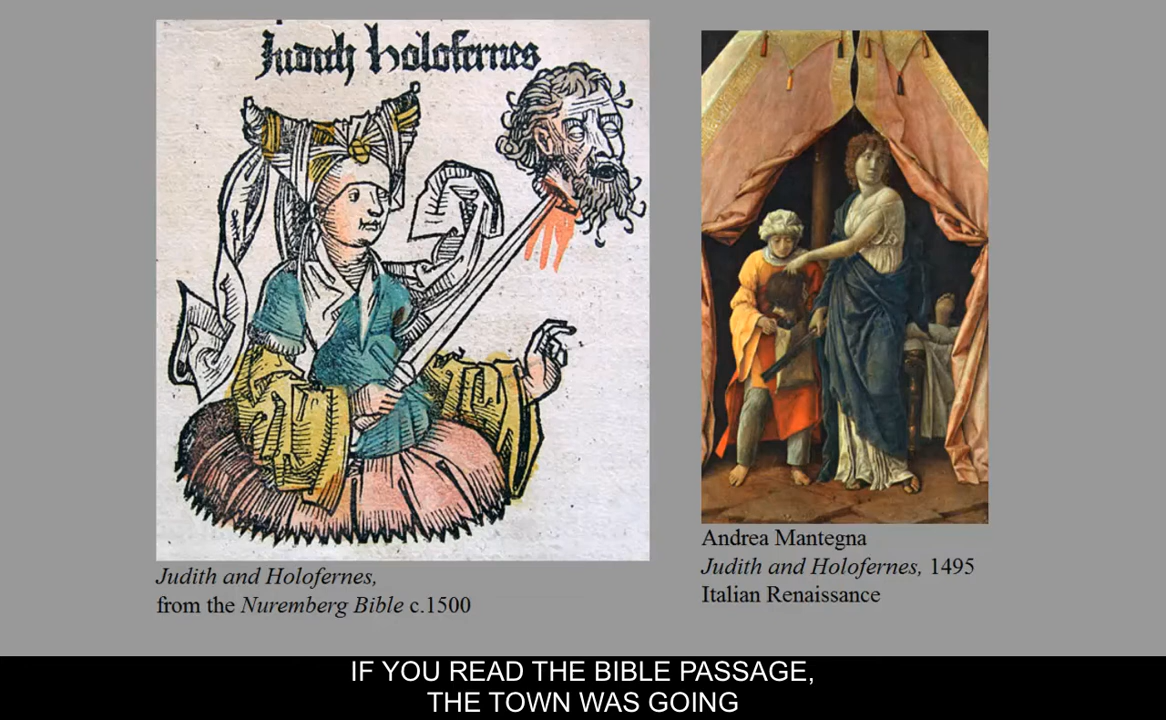 Judith holofernes
Judith and Holofernes,
from the Nuremberg Bible c.1500
Andrea Mantegna
Judith and Holofernes, 1495
Italian Renaissance
IF YOU READ THE BIBLE PASSAGE,
THE TOWN WAS GOING